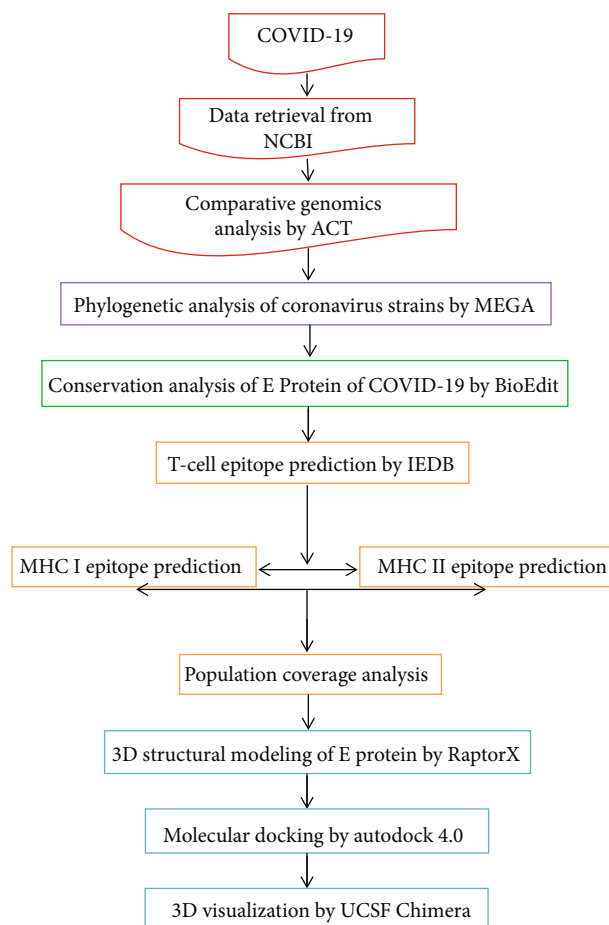 COVID-19
Data retrieval from
NCBI
Comparative genomics
analysis by ACT
Phylogenetic analysis of coronavirus strains by MEGA
Conservation analysis of E Protein of COVID-19 by BioEdit
T-cell epitope prediction by IEDB
MHC I epitope prediction
MHC II epitope prediction
Population coverage analysis
3D structural modeling of E protein by RaptorX
Molecular docking by autodock 4.0
3D visualization by UCSF Chimera